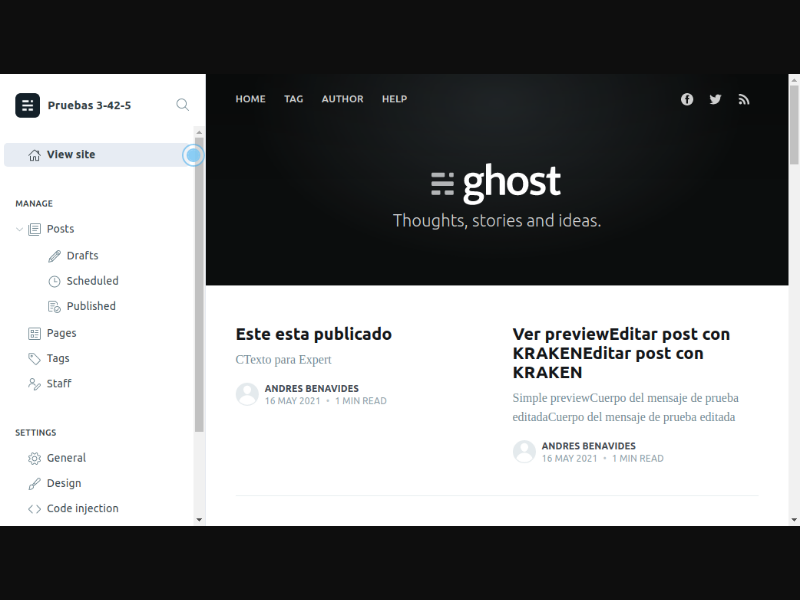 Pruebas 3-42-5
View site
MANAGE
Posts
Drafts
Scheduled
Published
Pages
Tags
Staff
SETTINGS
General
Design
Code injection
HOME TAG AUTHOR HELP
ghost
Thoughts, stories and ideas.
Este esta publicado
CTexto para Expert
ANDRES BENAVIDES
16 MAY 2021 • 1 MIN READ
Ver previewEditar post con
KRAKENEditar post con
KRAKEN
Simple previewCuerpo del mensaje de prueba
editadaCuerpo del mensaje de prueba editada
ANDRES BENAVIDES
16 MAY 2021 • 1 MIN READ